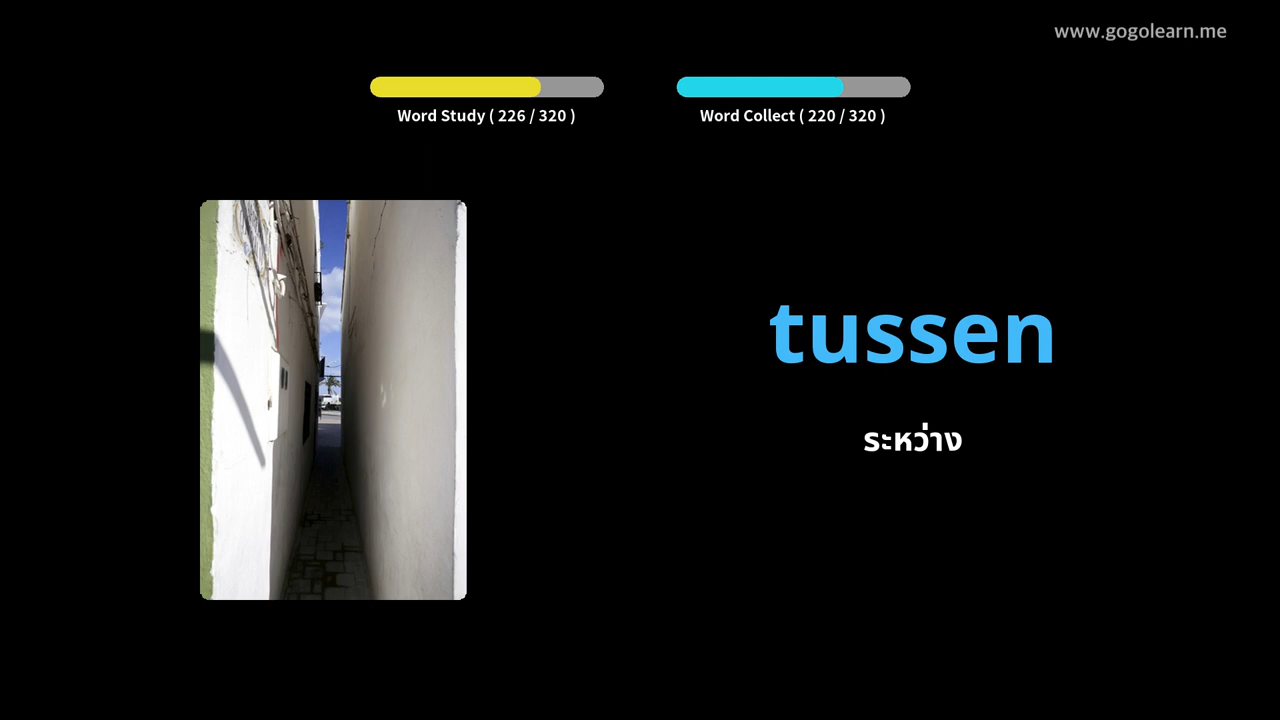 www.gogolearn.me
Word Study ( 226 / 320 )
Word Collect ( 220 / 320 )
tussen
ระหว่าง